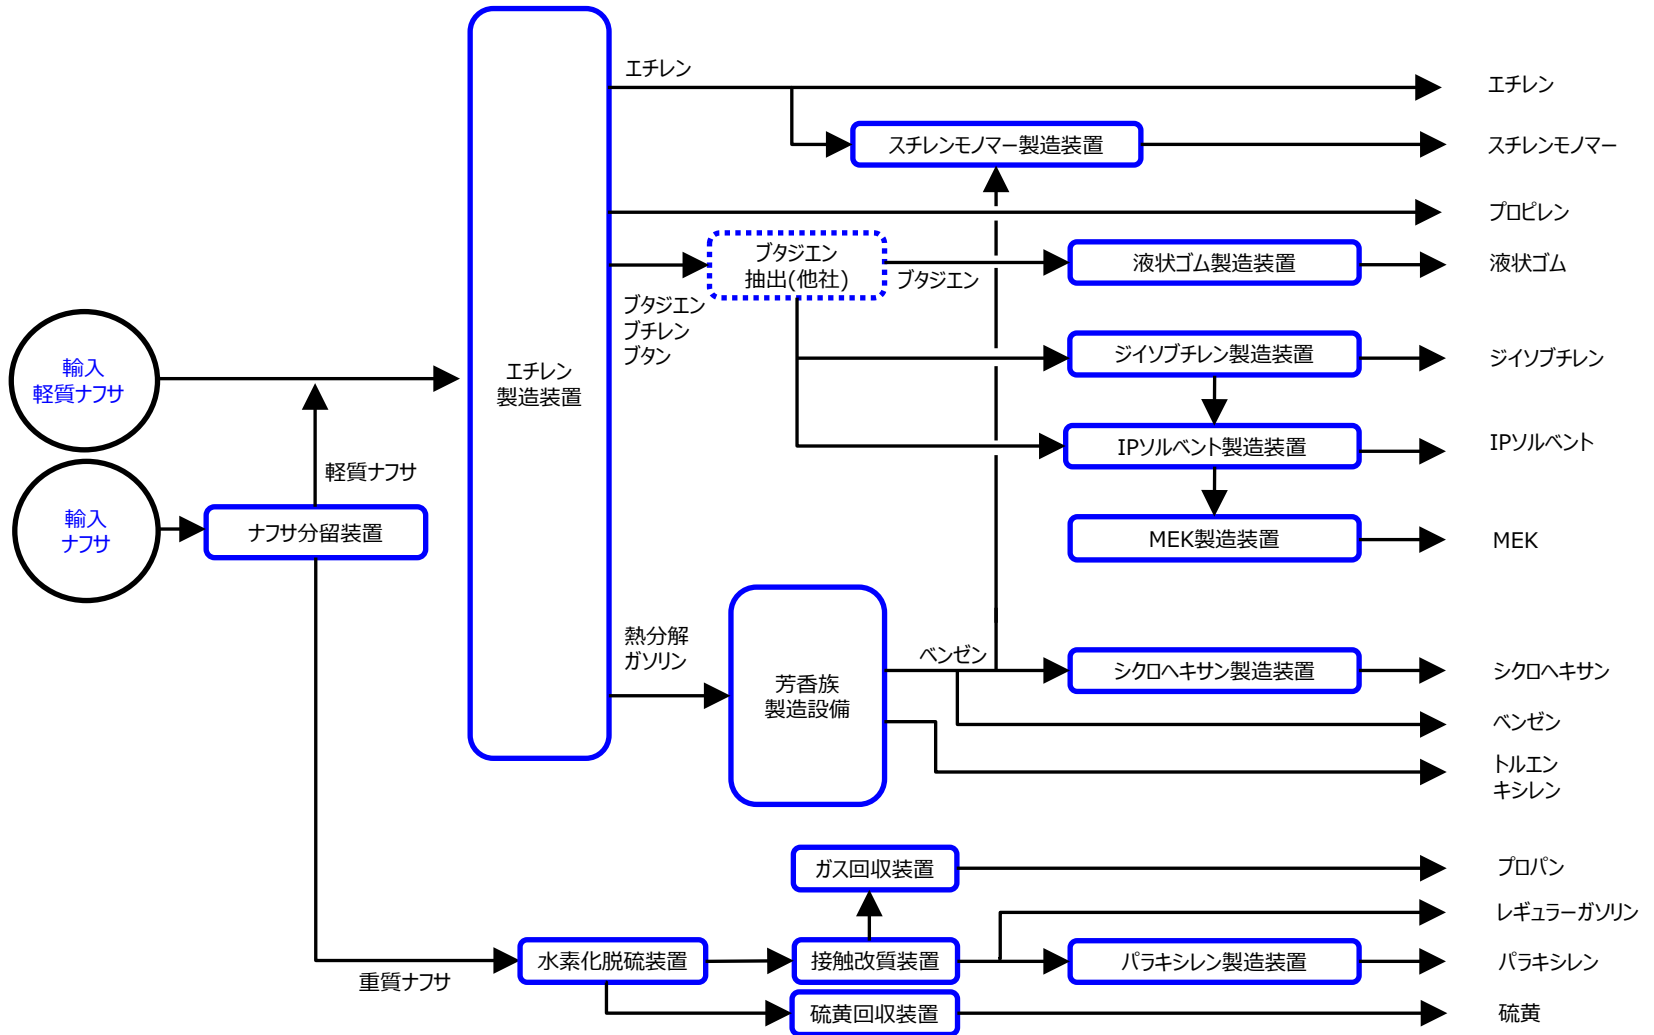 エチレン
エチレン
スチレンモノマー製造装置
スチレンモノマー
プロピレン
ブタジエン
抽出(他社)
ブタジエン
液状ゴム製造装置
液状ゴム
ブタジエン
ブチレン
ブタン
輸入
軽質ナフサ
エチレン
製造装置
ジイソブチレン製造装置
ジイソブチレン
IPソルベント製造装置
IPソルベント
軽質ナフサ
輸入
ナフサ
ナフサ分留装置
MEK製造装置
MEK
熱分解
ガソリン
芳香族
製造設備
ベンゼン
シクロヘキサン製造装置
シクロヘキサン
ベンゼン
トルエン
キシレン
ガス回収装置
プロパン
レギュラーガソリン
重質ナフサ
水素化脱硫装置
接触改質装置
パラキシレン製造装置
パラキシレン
硫黄回収装置
硫黄